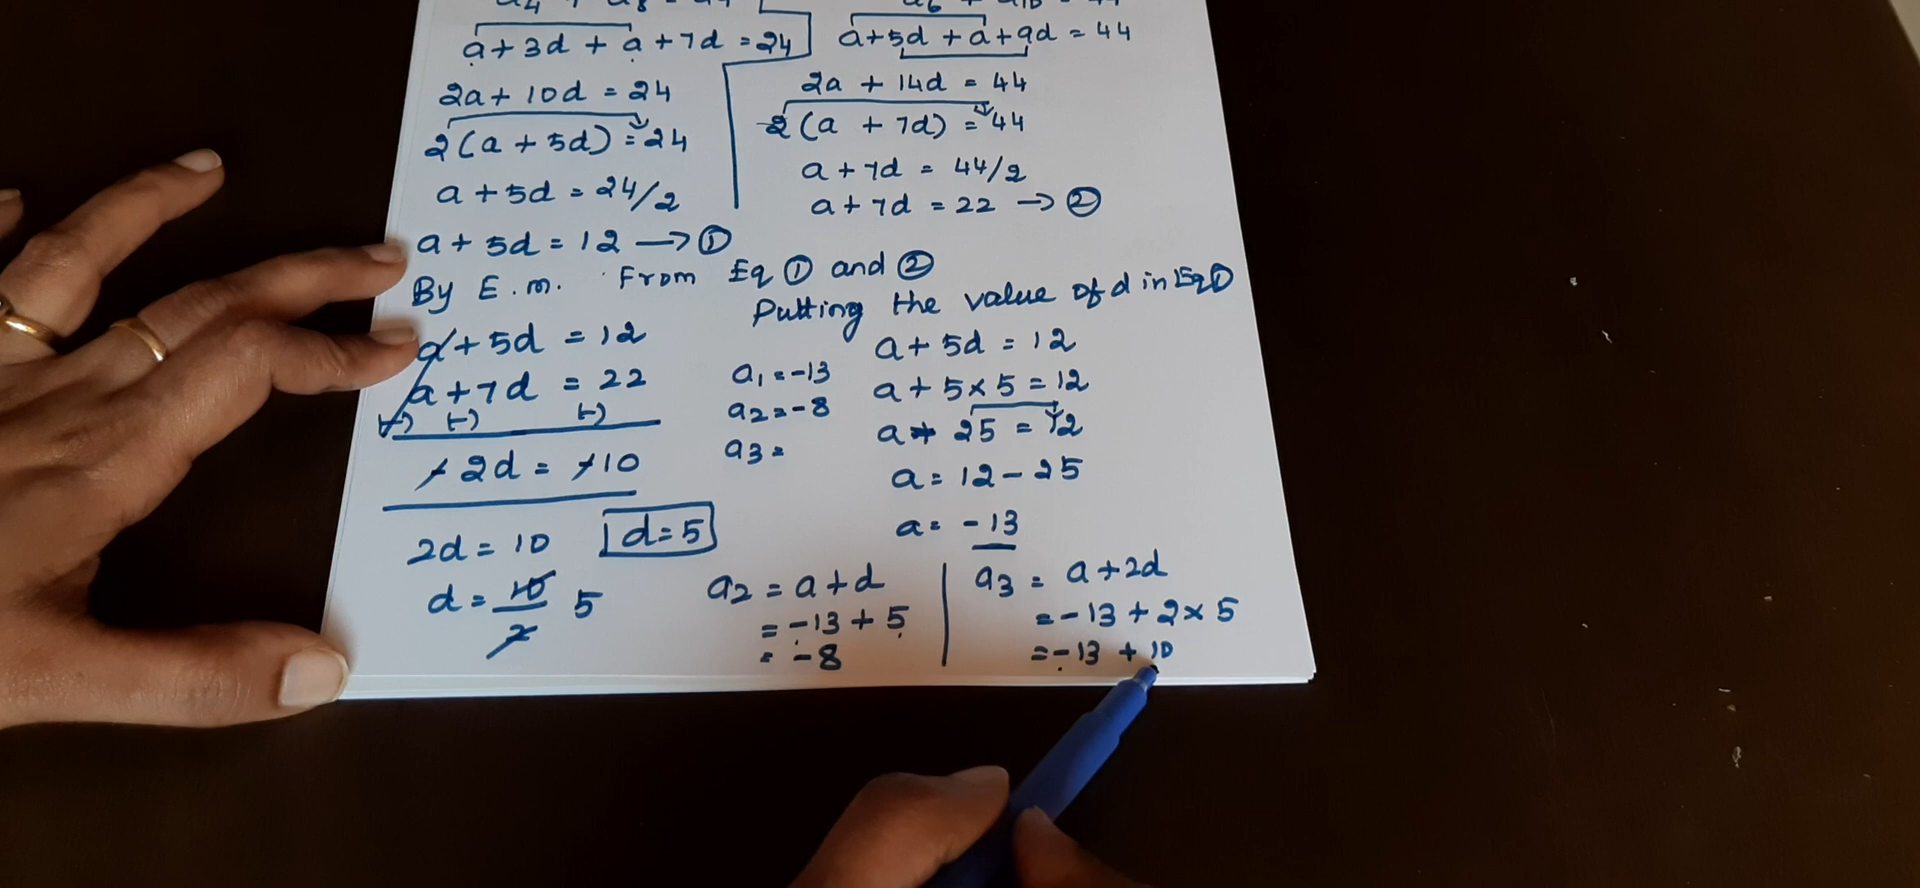 a+3d + a+7d = 24
2a+10d = 24
2(a+5d) = 24
a+5d = 24/2
a+5d = 12 → ①
a+5d + a+9d = 44
2a + 14d = 44
2(a + 7d) = 44
a+7d = 44/2
a+7d = 22 → ②
By E.m. From Eq ① and ②
a+5d = 12
a+7d = 22
(-) (-) (-)
-2d = -10
2d = 10
d=5
d = 10/2 5
Putting the value of d in Eq①
a+5d = 12
a+5×5 = 12
a+25 = 12
a = 12-25
a = -13
a1 = -13
a2 = -8
a3 =
a2 = a+d
= -13+5
= -8
a3 = a+2d
= -13+2×5
= -13 + 10